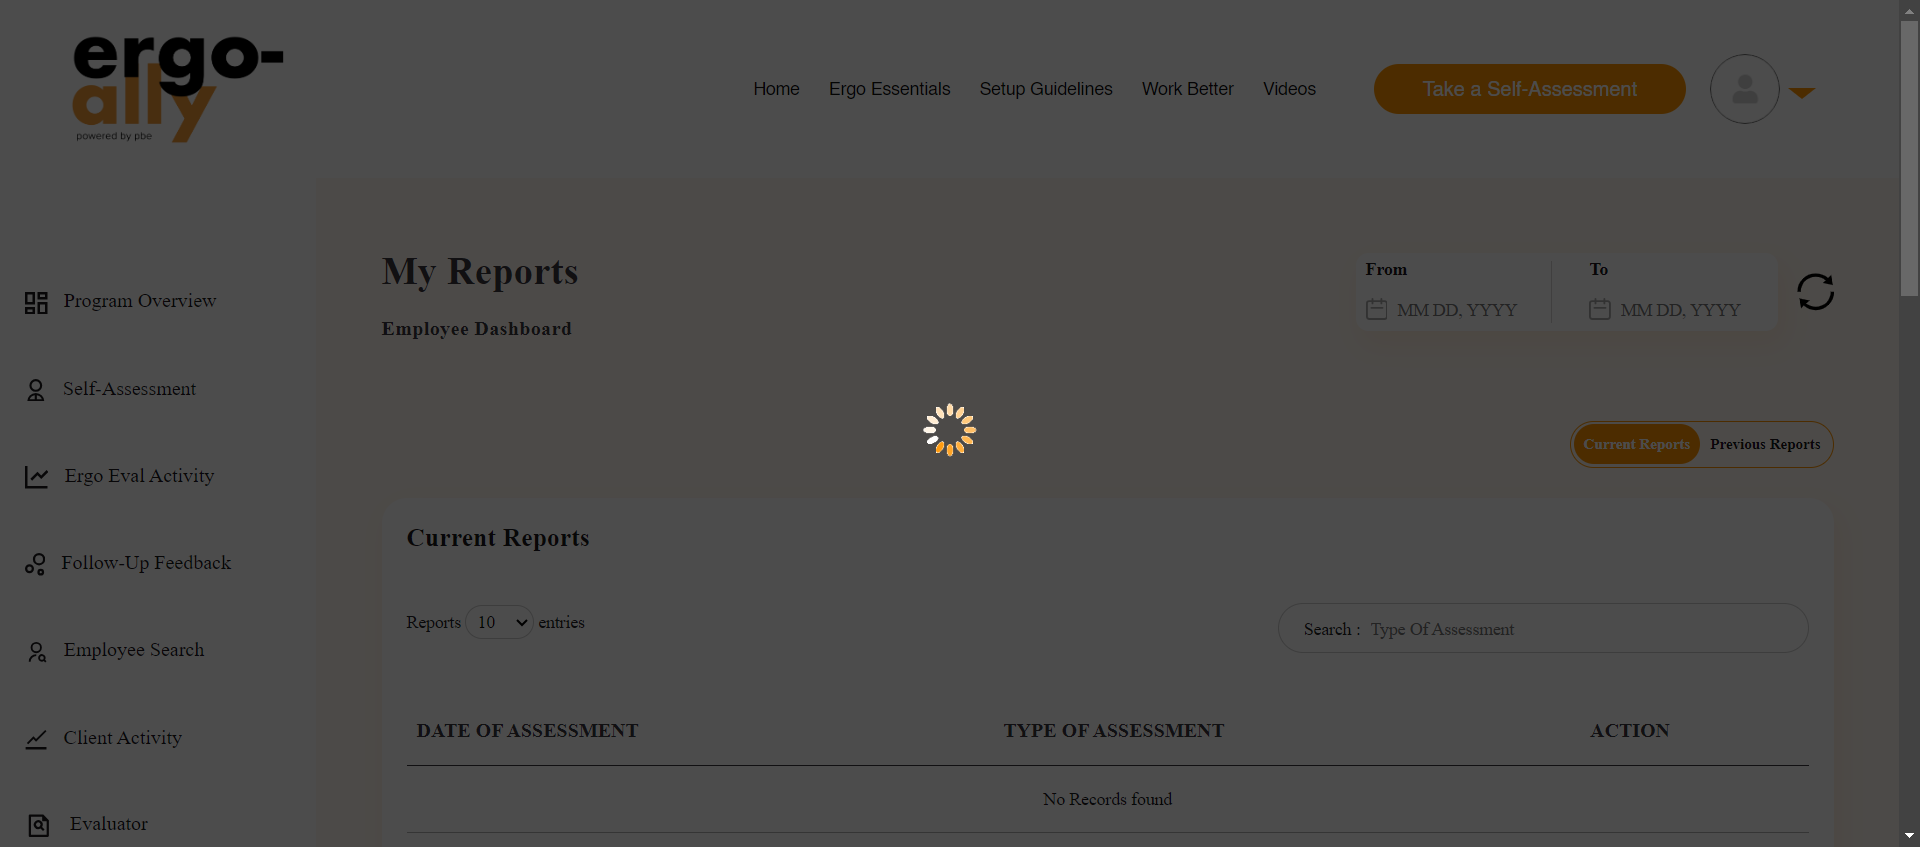 ergo-
ally
powered by pbe
Home Ergo Essentials Setup Guidelines Work Better Videos Take a Self-Assessment
Program Overview
Self-Assessment
Ergo Eval Activity
Follow-Up Feedback
Employee Search
Client Activity
Evaluator
My Reports
Employee Dashboard
From To
MM DD, YYYY MM DD, YYYY
Current Reports Previous Reports
Current Reports
Reports 10 entries Search : Type Of Assessment
DATE OF ASSESSMENT TYPE OF ASSESSMENT ACTION
No Records found